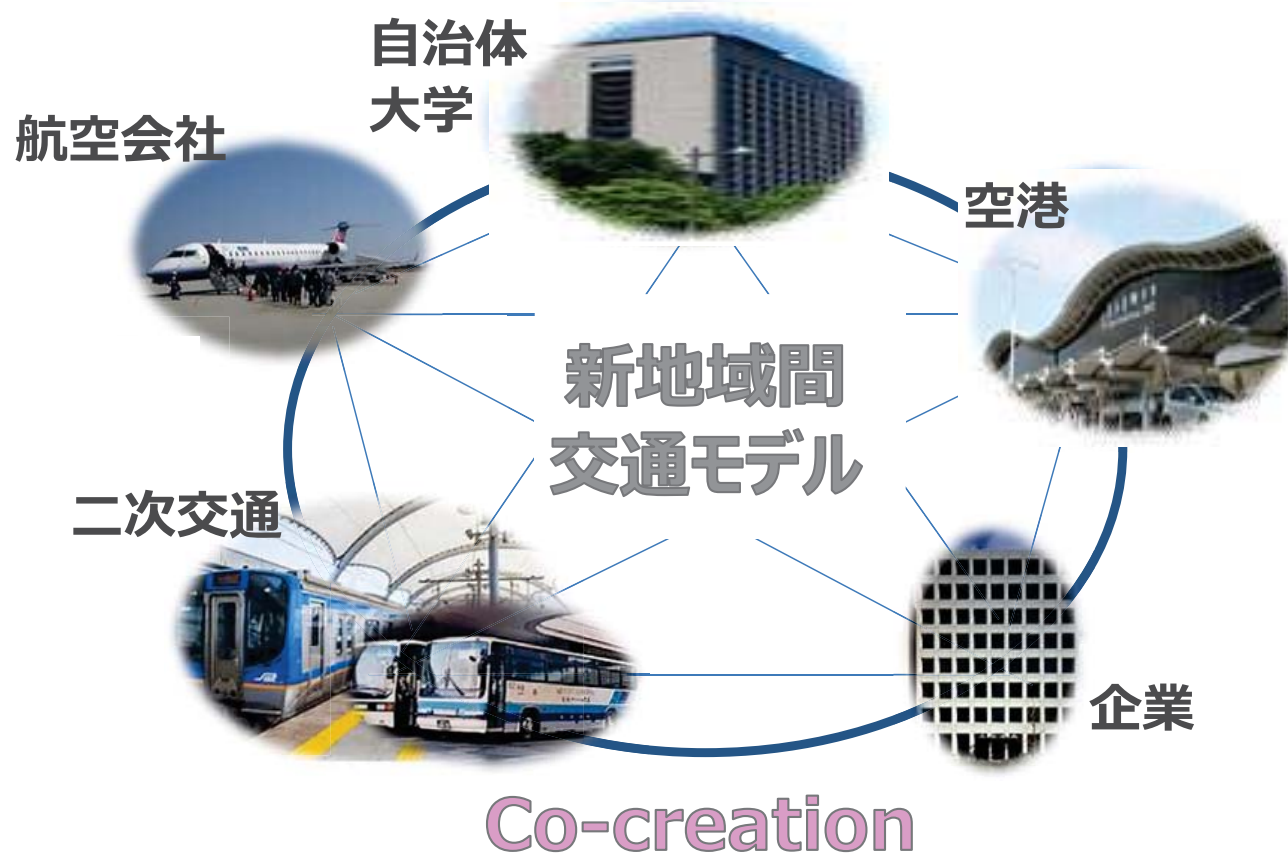 自治体
大学
航空会社
空港
新地域間
交通モデル
二次交通
企業
Co-creation